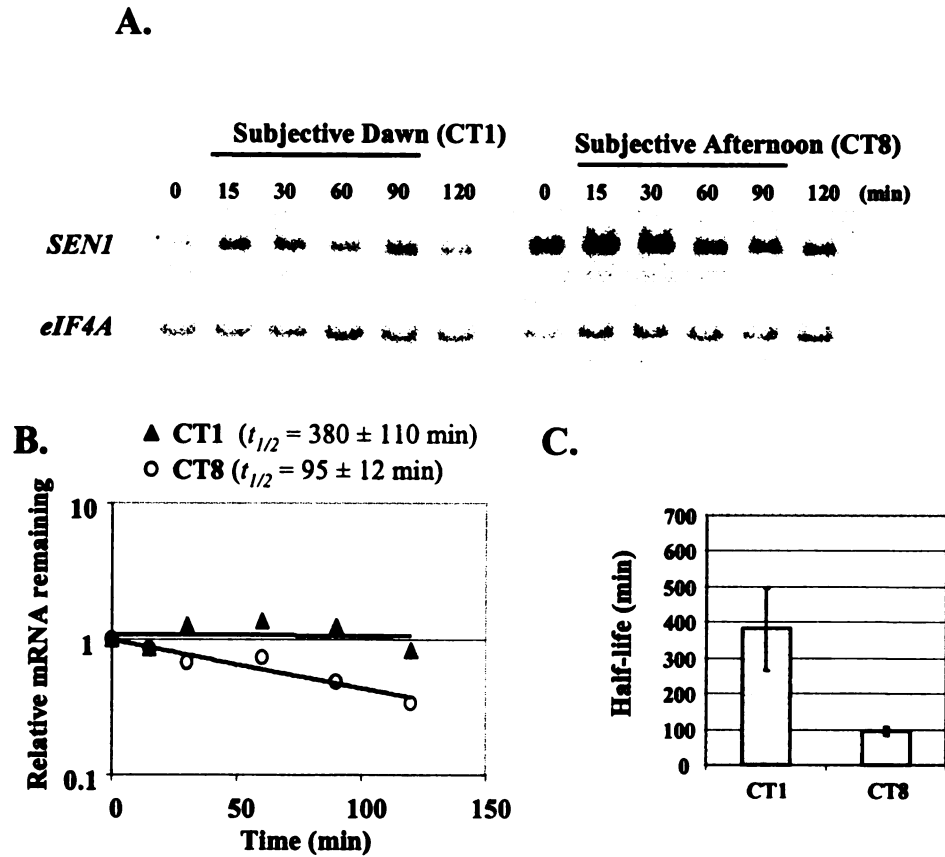 A.
Subjective Dawn (CT1) Subjective Afternoon (CT8)
0 15 30 60 90 120 0 15 30 60 90 120 (min)
SEN1
eIF4A
B.
▲ CT1 (t1/2 = 380 ± 110 min)
○ CT8 (t1/2 = 95 ± 12 min)
Relative mRNA remaining
10
1
0.1
0 50 100 150
Time (min)
C.
Half-life (min)
700
600
500
400
300
200
100
0
CT1 CT8